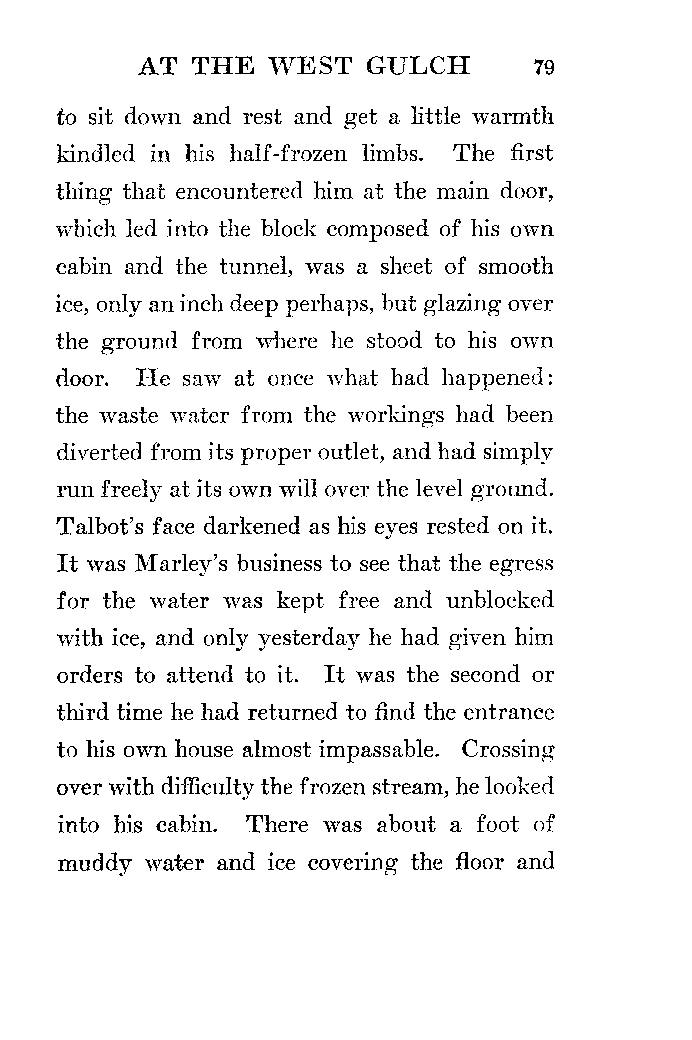 AT THE WEST GULCH 79
to sit down and rest and get a little warmth
kindled in his half-frozen limbs. The first
thing that encountered him at the main door,
which led into the block composed of his own
cabin and the tunnel, was a sheet of smooth
ice, only an inch deep perhaps, but glazing over
the ground from where he stood to his own
door. He saw at once what had happened:
the waste water from the workings had been
diverted from its proper outlet, and had simply
run freely at its own will over the level ground.
Talbot's face darkened as his eyes rested on it.
It was Marley's business to see that the egress
for the water was kept free and unblocked
with ice, and only yesterday he had given him
orders to attend to it. It was the second or
third time he had returned to find the entrance
to his own house almost impassable. Crossing
over with difficulty the frozen stream, he looked
into his cabin. There was about a foot of
muddy water and ice covering the floor and